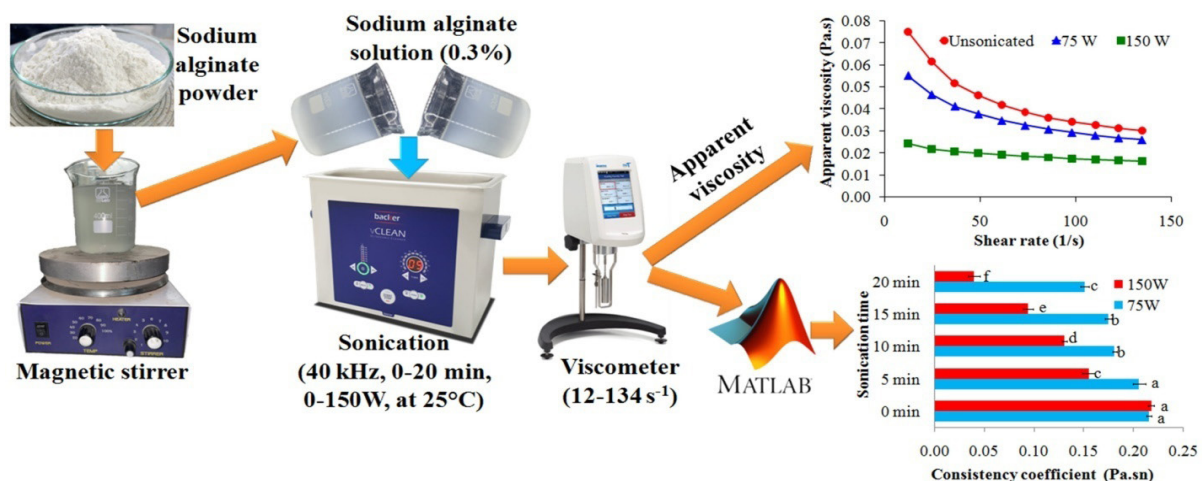 Sodium
alginate
powder
Magnetic stirrer
HEATER
POWER
TEMP
STIRRER
Sodium alginate
solution (0.3%)
backer
vCLEAN
Sonication
(40 kHz, 0-20 min,
0-150W, at 25°C)
Viscometer
(12-134 s⁻¹)
Apparent
viscosity
MATLAB
Apparent viscosity (Pa.s)
0.08
0.07
0.06
0.05
0.04
0.03
0.02
0.01
0.00
Unsonicated 75 W 150 W
0 50 100 150
Shear rate (1/s)
Sonication time
20 min f c
15 min e b
10 min d b
5 min c a
0 min a a
150W
75W
0.00 0.05 0.10 0.15 0.20 0.25
Consistency coefficient (Pa.sn)